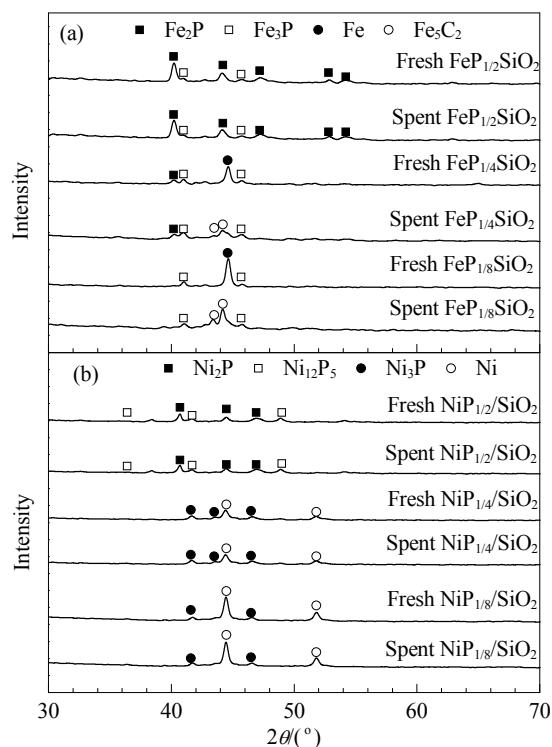 (a)
■ Fe₂P □ Fe₃P ● Fe ○ Fe₅C₂
Fresh FeP₁/₂SiO₂
Spent FeP₁/₂SiO₂
Fresh FeP₁/₄SiO₂
Spent FeP₁/₄SiO₂
Fresh FeP₁/₈SiO₂
Spent FeP₁/₈SiO₂
Intensity
(b)
■ Ni₂P □ Ni₁₂P₅ ● Ni₃P ○ Ni
Fresh NiP₁/₂/SiO₂
Spent NiP₁/₂/SiO₂
Fresh NiP₁/₄/SiO₂
Spent NiP₁/₄/SiO₂
Fresh NiP₁/₈/SiO₂
Spent NiP₁/₈/SiO₂
Intensity
30 40 50 60 70
2θ/(°)